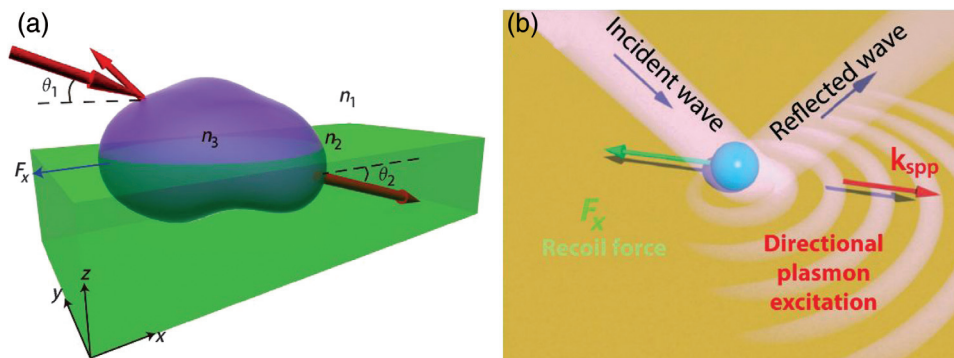 (a)
θ1
n1
n3
n2
Fx
θ2
z
y
x
(b)
Incident wave
Reflected wave
kspp
Fx
Recoil force
Directional
plasmon
excitation